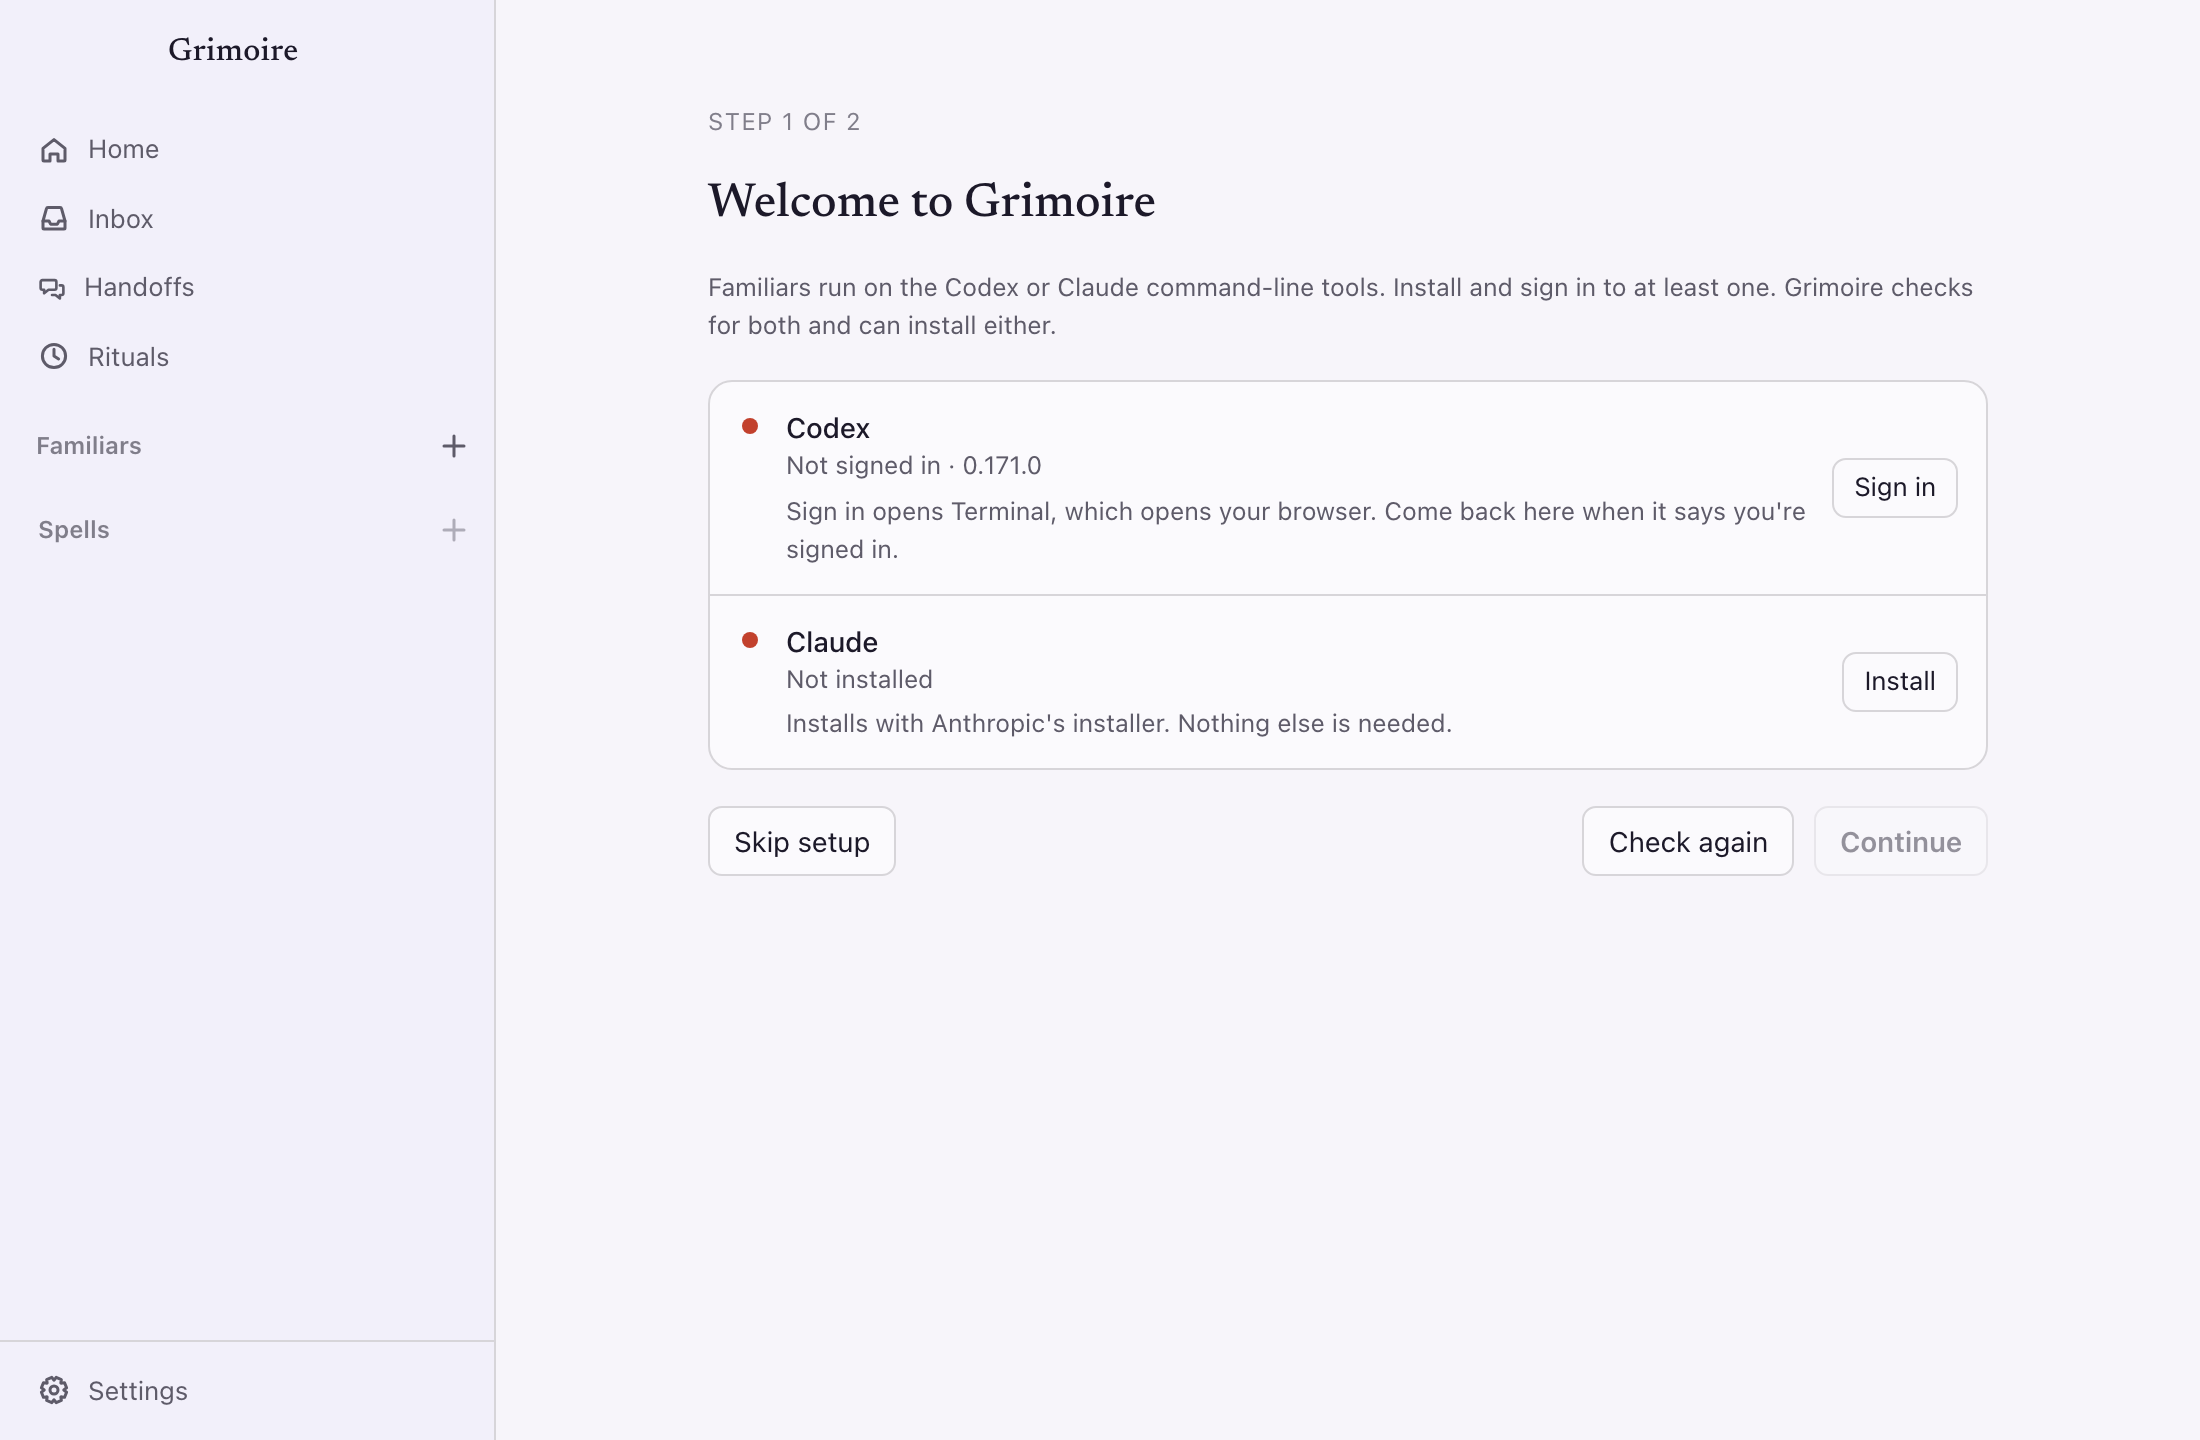 Grimoire
Home
Inbox
Handoffs
Rituals
Familiars
Spells
Settings
STEP 1 OF 2
Welcome to Grimoire
Familiars run on the Codex or Claude command-line tools. Install and sign in to at least one. Grimoire checks
for both and can install either.
Codex
Not signed in · 0.171.0
Sign in opens Terminal, which opens your browser. Come back here when it says you're
signed in.
Sign in
Claude
Not installed
Installs with Anthropic's installer. Nothing else is needed.
Install
Skip setup
Check again
Continue